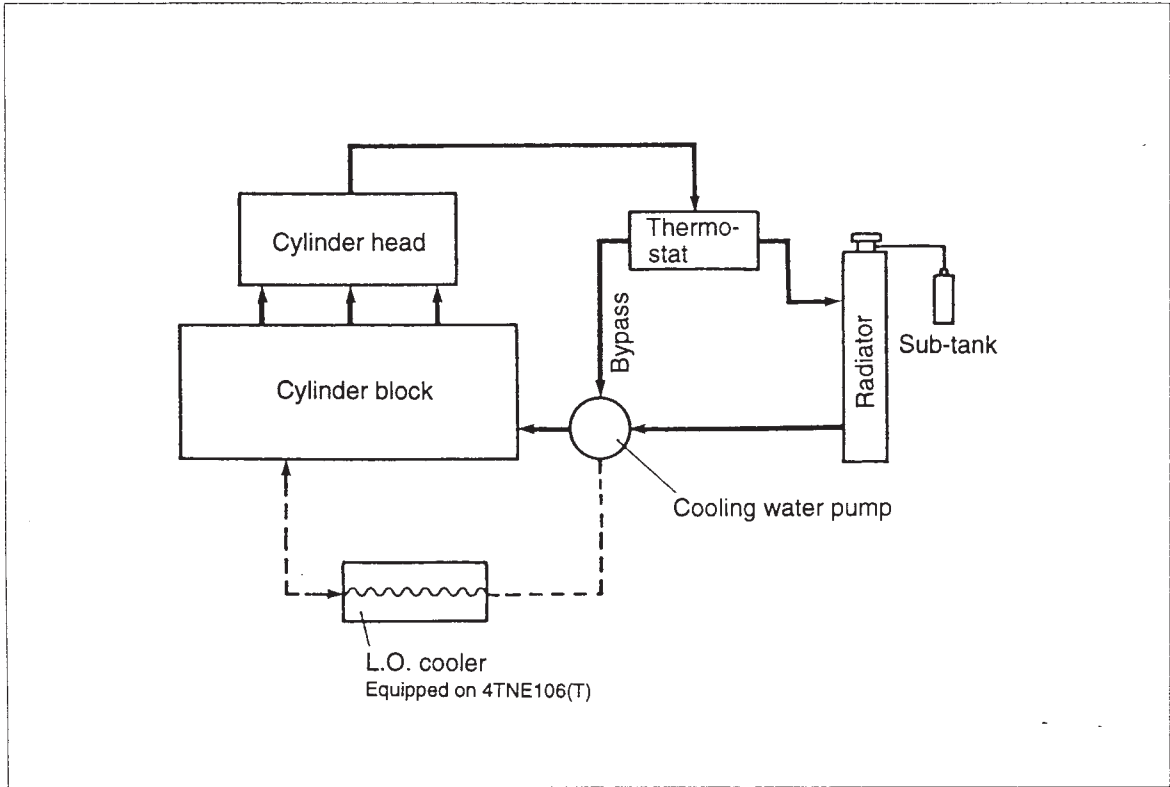 Cylinder head
Thermo-
stat
Bypass
Radiator
Sub-tank
Cylinder block
Cooling water pump
L.O. cooler
Equipped on 4TNE106(T)